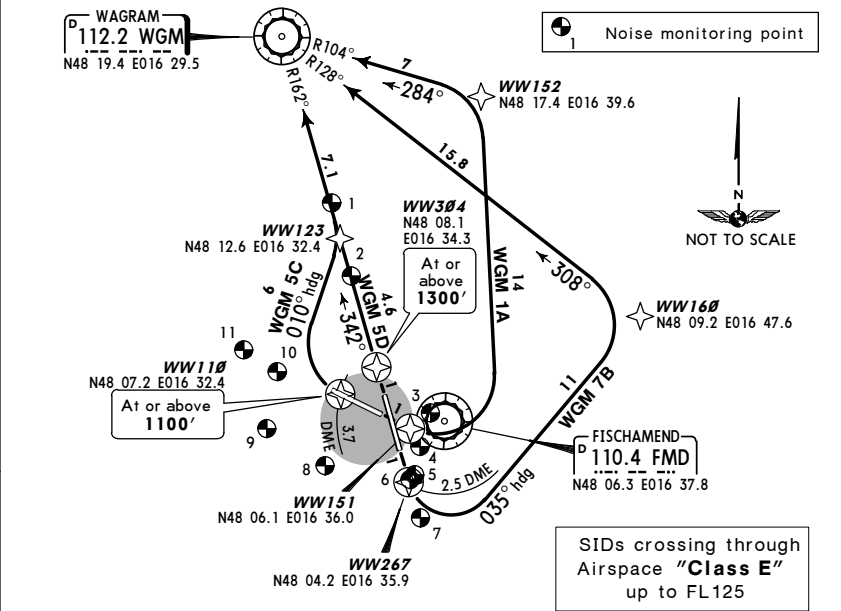 WAGRAM
D 112.2 WGM
N48 19.4 E016 29.5
1 Noise monitoring point
R104°
R128°
R162°
7
284°
WW152
N48 17.4 E016 39.6
7.1
15.8
1
WW123
N48 12.6 E016 32.4
2
WW3Ø4
N48 08.1
E016 34.3
At or
above
1300'
N
NOT TO SCALE
6
WGM 5C
010° hdg
4.6
WGM 5D
342°
14
WGM 1A
308°
WW16Ø
N48 09.2 E016 47.6
11
10
WW11Ø
N48 07.2 E016 32.4
At or above
1100'
1
1
1
3
11
WGM 7B
9
3.7
DME
8
4
5
6
2.5 DME
7
035° hdg
FISCHAMEND
D 110.4 FMD
N48 06.3 E016 37.8
WW151
N48 06.1 E016 36.0
WW267
N48 04.2 E016 35.9
SIDs crossing through
Airspace "Class E"
up to FL125